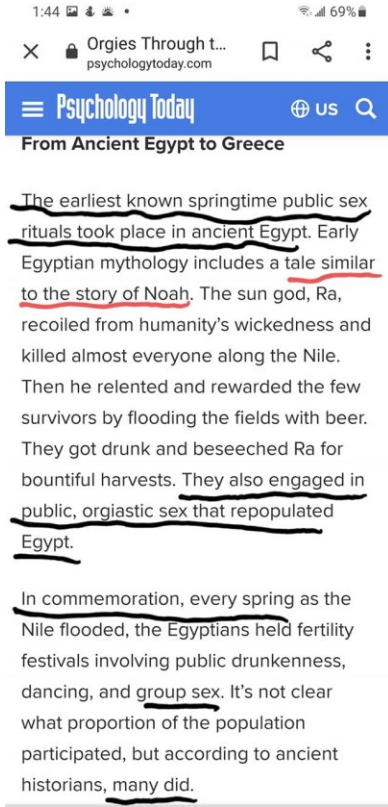 1:44
69%
Orgies Through t...
psychologytoday.com
Psychology Today
US
From Ancient Egypt to Greece
The earliest known springtime public sex
rituals took place in ancient Egypt. Early
Egyptian mythology includes a tale similar
to the story of Noah. The sun god, Ra,
recoiled from humanity’s wickedness and
killed almost everyone along the Nile.
Then he relented and rewarded the few
survivors by flooding the fields with beer.
They got drunk and beseeched Ra for
bountiful harvests. They also engaged in
public, orgiastic sex that repopulated
Egypt.
In commemoration, every spring as the
Nile flooded, the Egyptians held fertility
festivals involving public drunkenness,
dancing, and group sex. It’s not clear
what proportion of the population
participated, but according to ancient
historians, many did.